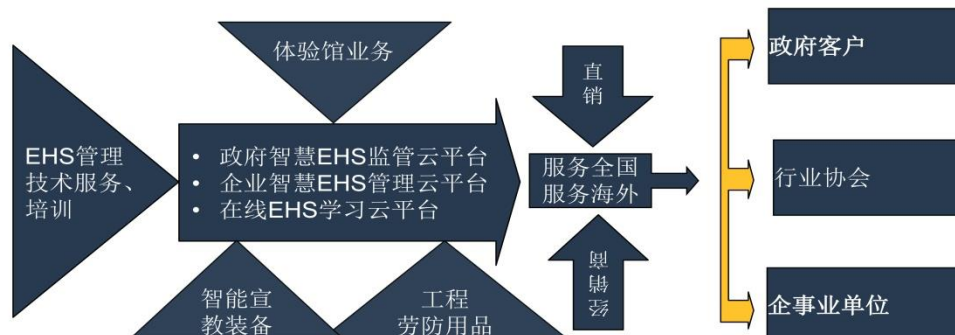 体验馆业务
EHS管理
技术服务、
培训
• 政府智慧EHS监管云平台
• 企业智慧EHS管理云平台
• 在线EHS学习云平台
智能宣
教装备
工程
劳防用品
直
销
服务全国
服务海外
经
销
商
政府客户
行业协会
企事业单位